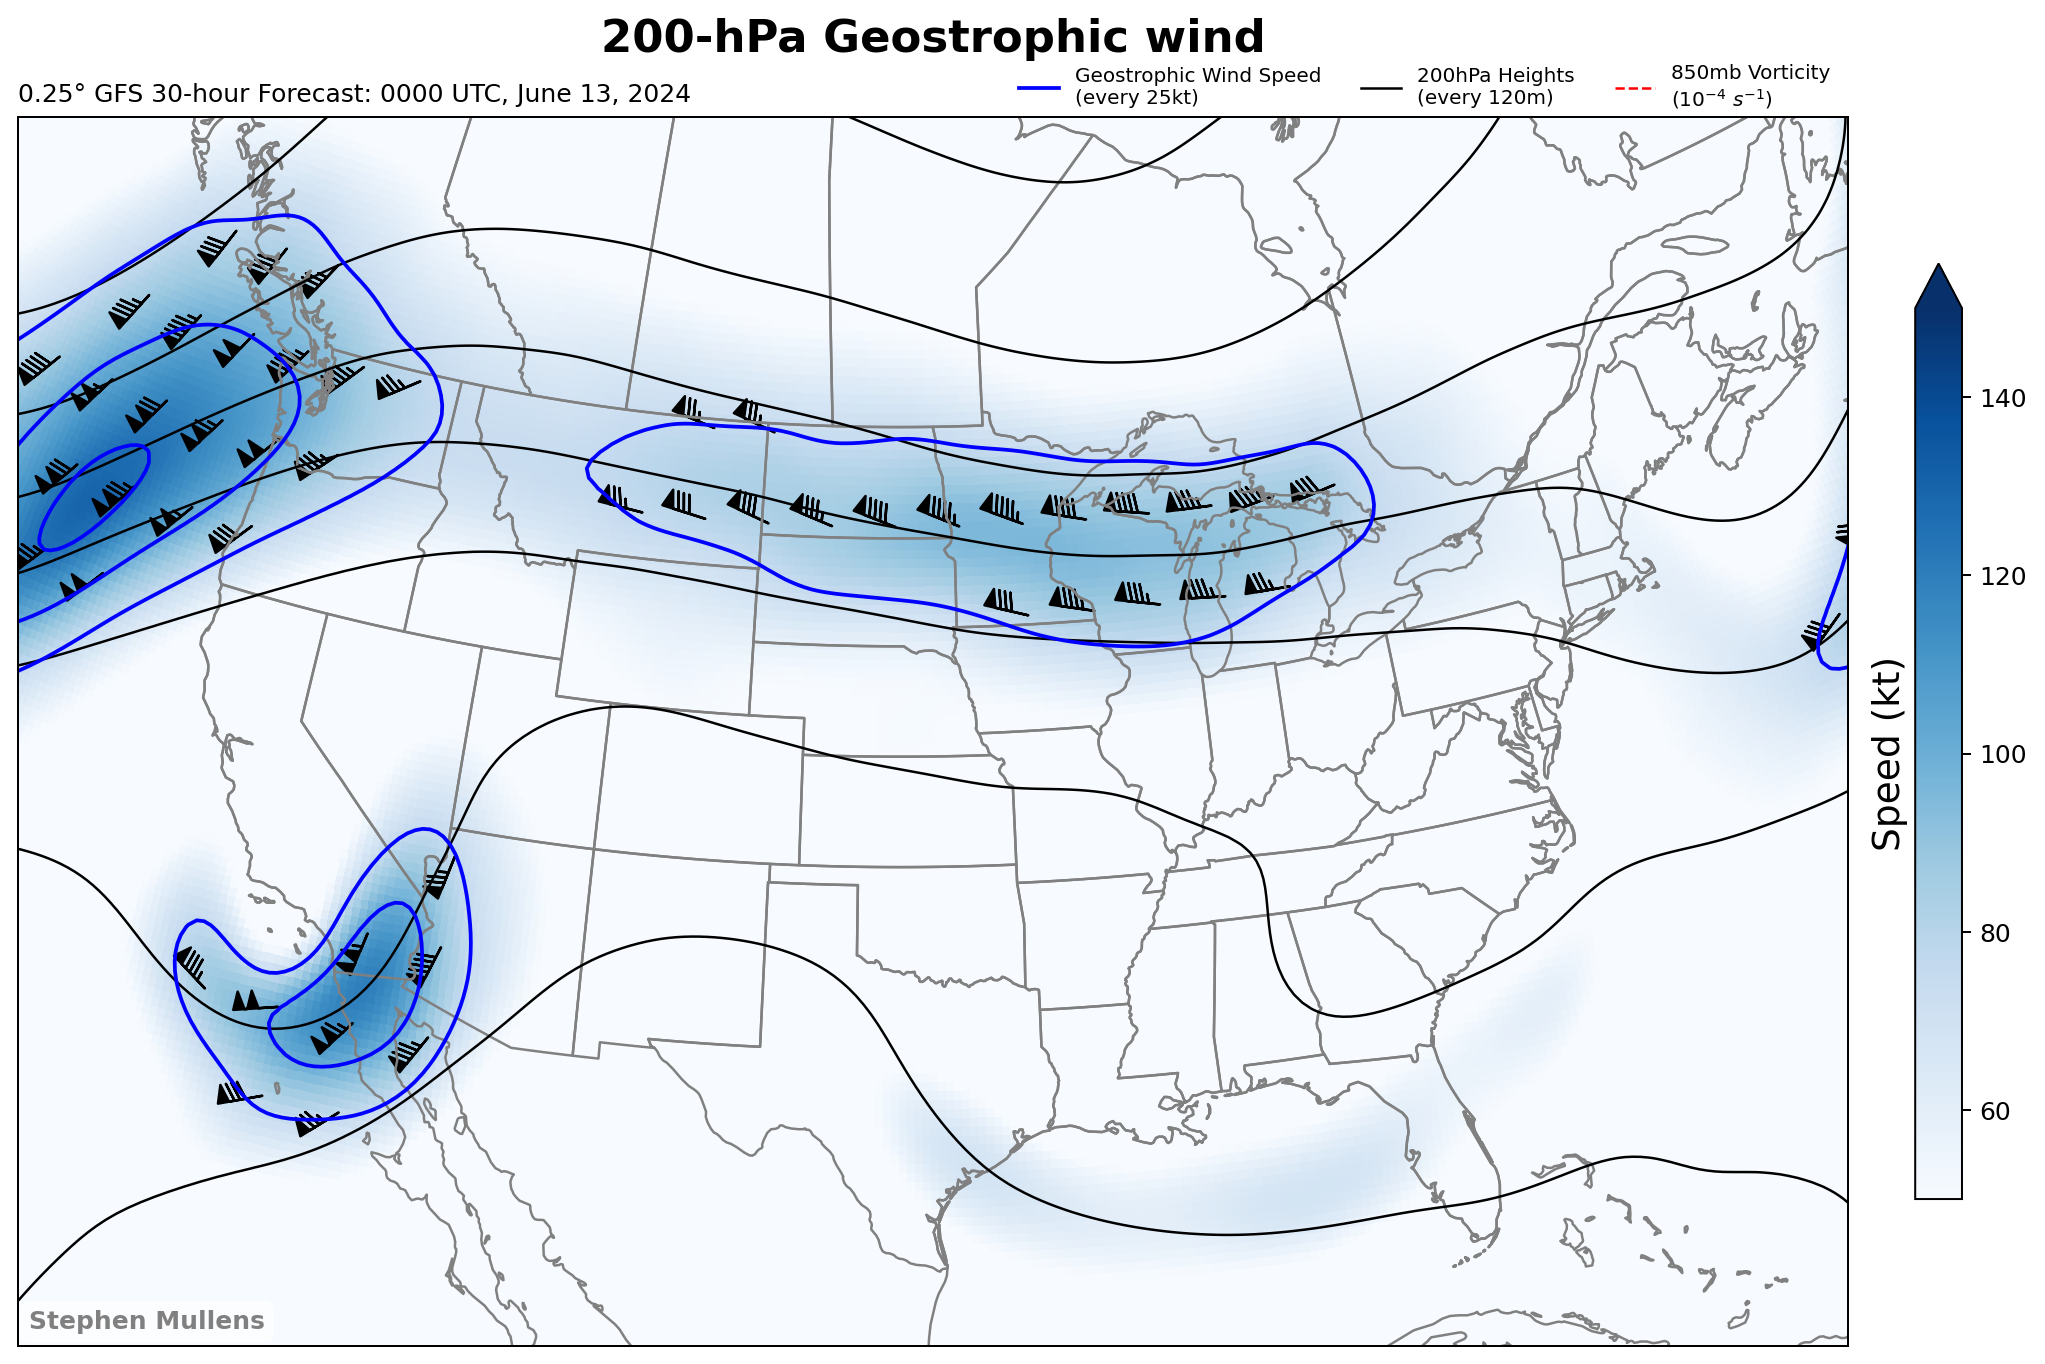 200-hPa Geostrophic wind
0.25° GFS 30-hour Forecast: 0000 UTC, June 13, 2024
Geostrophic Wind Speed
(every 25kt)
200hPa Heights
(every 120m)
850mb Vorticity
(10⁻⁴ s⁻¹)
140
120
100
80
60
Speed (kt)
Stephen Mullens